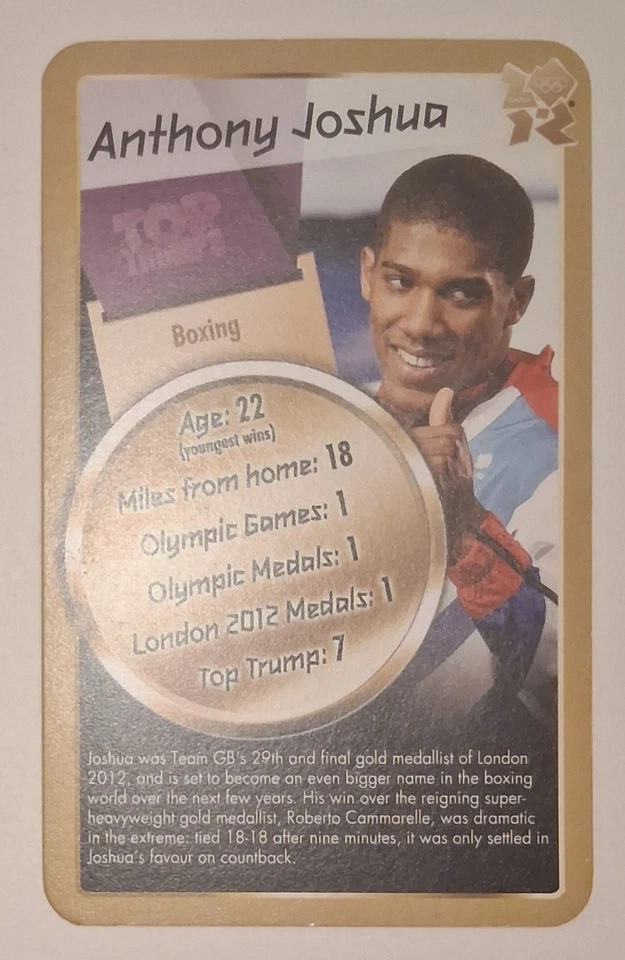 Anthony Joshua
London
2012
TOP
TRUMPS
Boxing
Age: 22
(youngest wins)
Miles from home: 18
Olympic Games: 1
Olympic Medals: 1
London 2012 Medals: 1
Top Trump: 7
Joshua was Team GB's 29th and final gold medallist of London
2012, and is set to become an even bigger name in the boxing
world over the next few years. His win over the reigning super-
heavyweight gold medallist, Roberto Cammarelle, was dramatic
in the extreme: tied 18-18 after nine minutes, it was only settled in
Joshua's favour on countback.